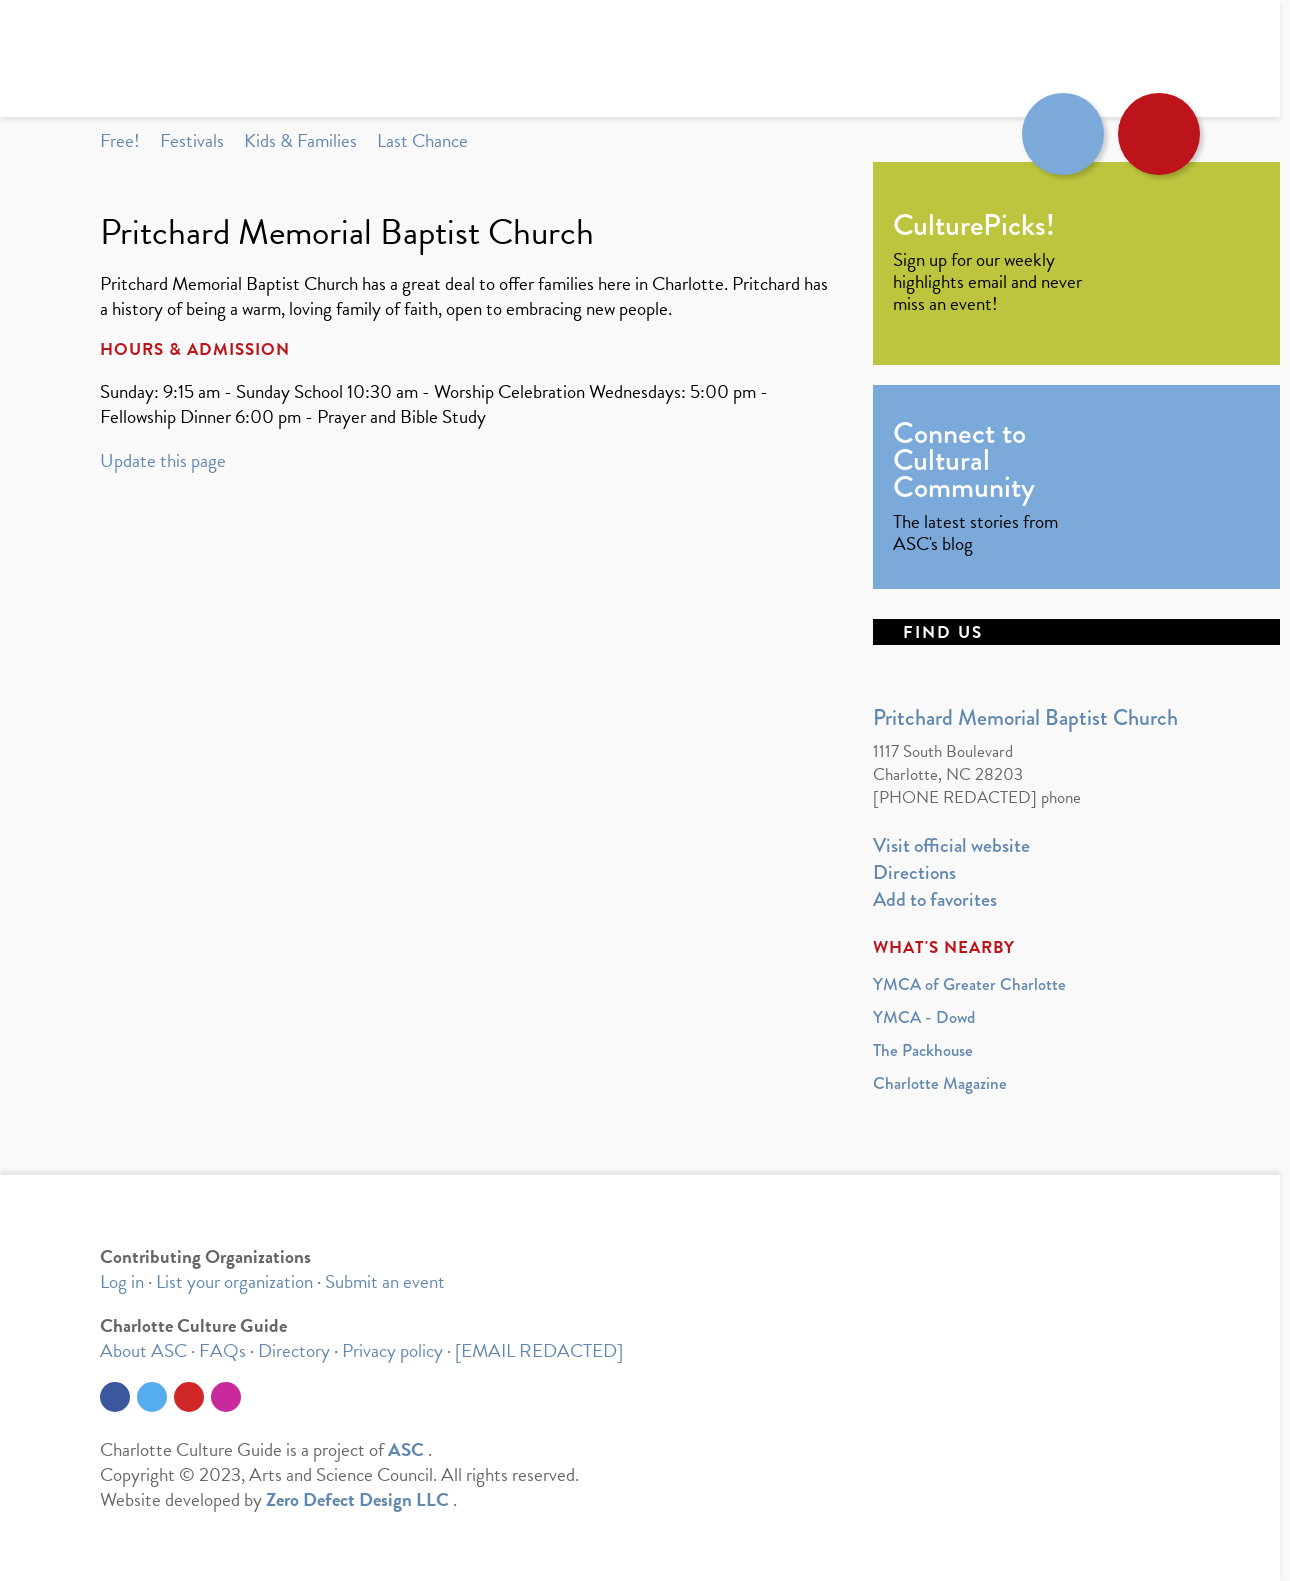 Free! Festivals Kids & Families Last Chance
Pritchard Memorial Baptist Church
Pritchard Memorial Baptist Church has a great deal to offer families here in Charlotte. Pritchard has
a history of being a warm, loving family of faith, open to embracing new people.
HOURS & ADMISSION
Sunday: 9:15 am - Sunday School 10:30 am - Worship Celebration Wednesdays: 5:00 pm -
Fellowship Dinner 6:00 pm - Prayer and Bible Study
Update this page
CulturePicks!
Sign up for our weekly
highlights email and never
miss an event!
Connect to
Cultural
Community
The latest stories from
ASC's blog
FIND US
Pritchard Memorial Baptist Church
1117 South Boulevard
Charlotte, NC 28203
[PHONE REDACTED] phone
Visit official website
Directions
Add to favorites
WHAT'S NEARBY
YMCA of Greater Charlotte
YMCA - Dowd
The Packhouse
Charlotte Magazine
Contributing Organizations
Log in · List your organization · Submit an event
Charlotte Culture Guide
About ASC · FAQs · Directory · Privacy policy · [EMAIL REDACTED]
Charlotte Culture Guide is a project of ASC .
Copyright © 2023, Arts and Science Council. All rights reserved.
Website developed by Zero Defect Design LLC .